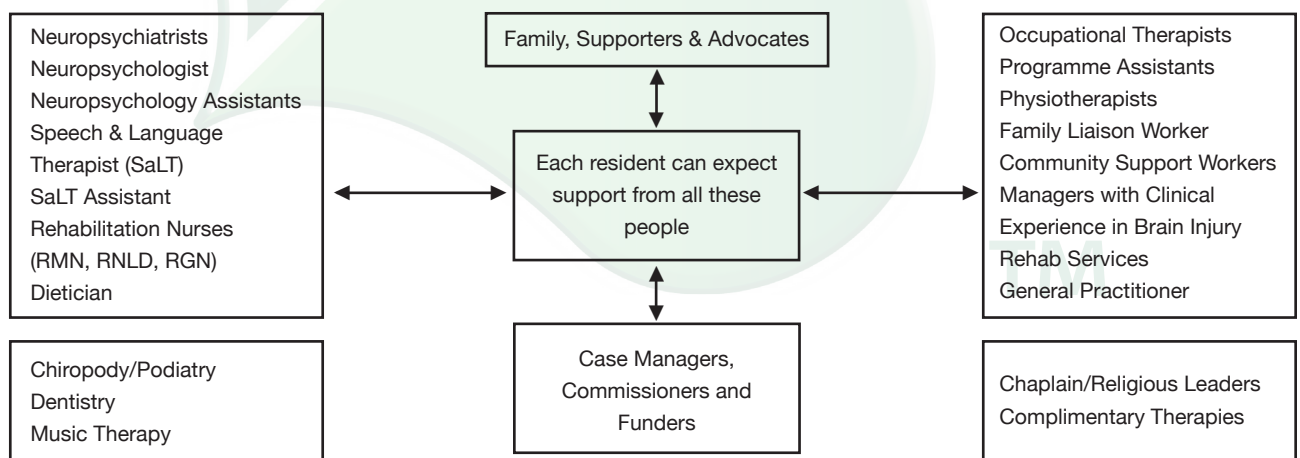 Neuropsychiatrists
Neuropsychologist
Neuropsychology Assistants
Speech & Language
Therapist (SaLT)
SaLT Assistant
Rehabilitation Nurses
(RMN, RNLD, RGN)
Dietician
Chiropody/Podiatry
Dentistry
Music Therapy
Family, Supporters & Advocates
Each resident can expect
support from all these
people
Case Managers,
Commissioners and
Funders
Occupational Therapists
Programme Assistants
Physiotherapists
Family Liaison Worker
Community Support Workers
Managers with Clinical
Experience in Brain Injury
Rehab Services
General Practitioner
TM
Chaplain/Religious Leaders
Complimentary Therapies